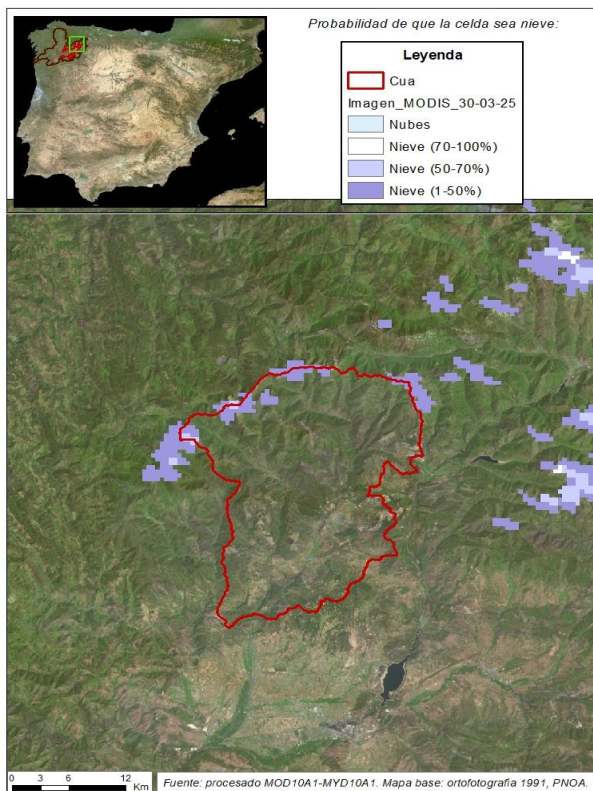 Probabilidad de que la celda sea nieve:
Leyenda
Cua
Imagen_MODIS_30-03-25
Nubes
Nieve (70-100%)
Nieve (50-70%)
Nieve (1-50%)
0 3 6 12
Km
Fuente: procesado MOD10A1-MYD10A1. Mapa base: ortofotografía 1991, PNOA.